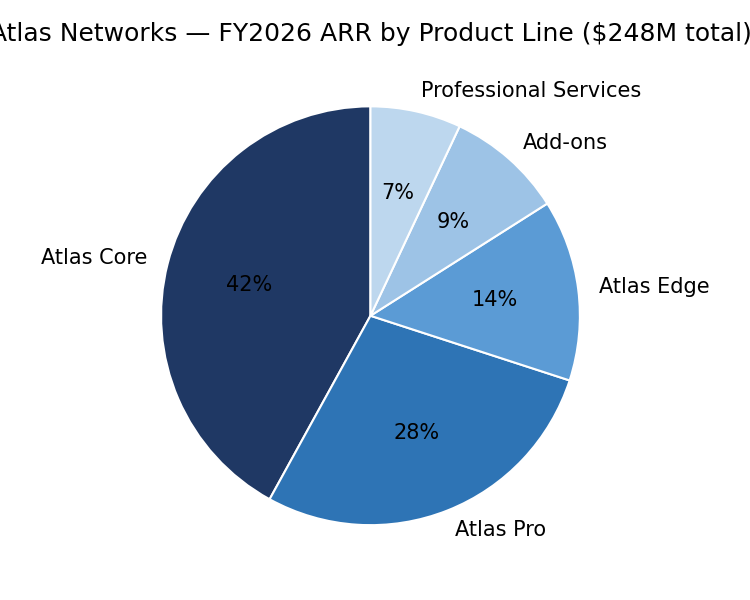 Atlas Networks — FY2026 ARR by Product Line ($248M total)
Professional Services
Add-ons
7%
9%
Atlas Core
42%
14%
Atlas Edge
28%
Atlas Pro